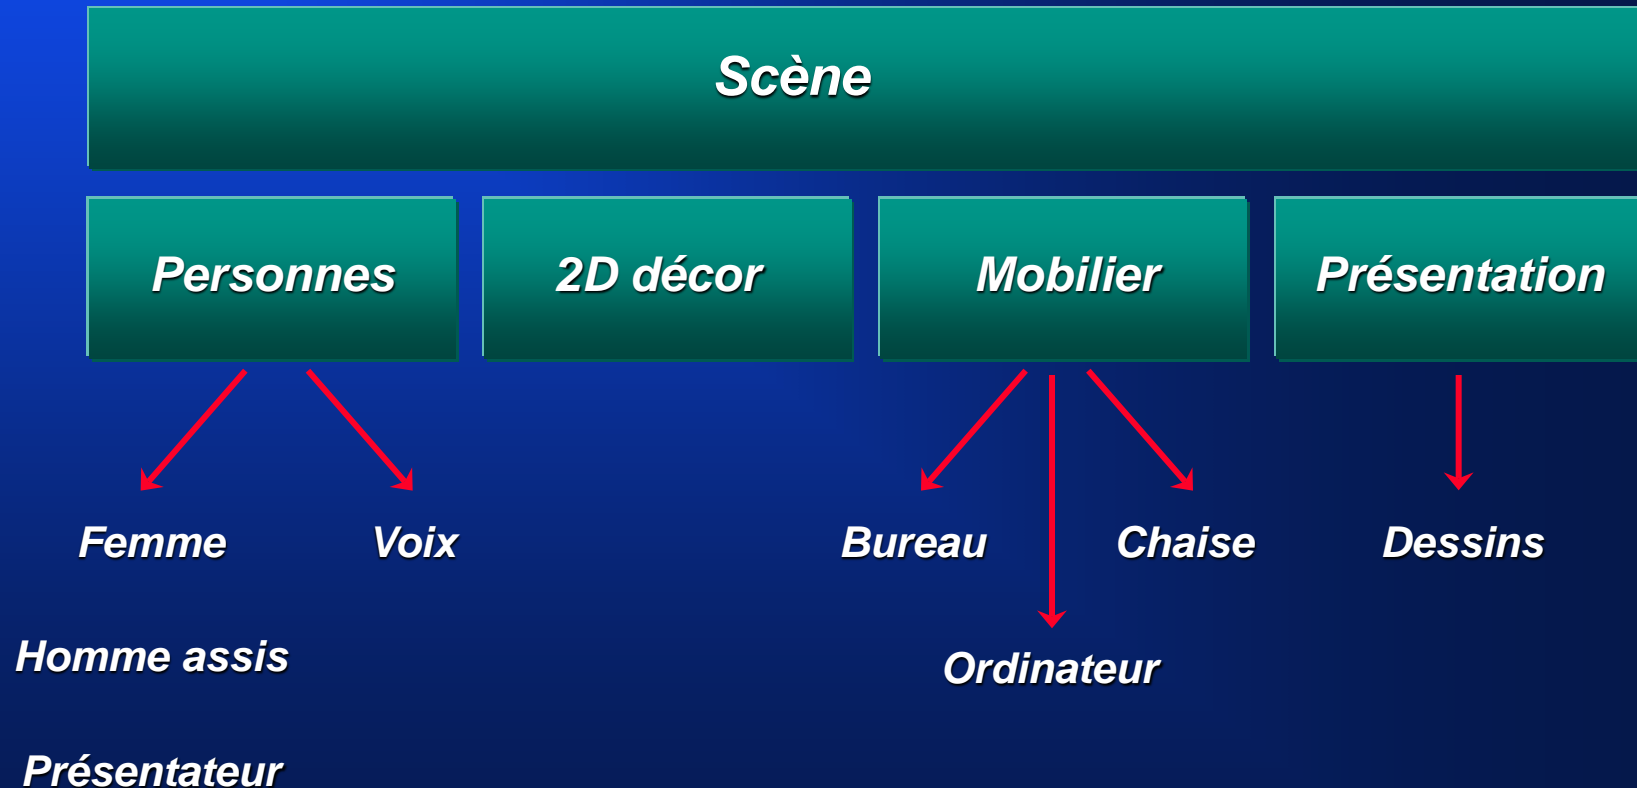 Scène
Personnes 2D décor Mobilier Présentation
Femme Voix Bureau Chaise Dessins
Homme assis Ordinateur
Présentateur